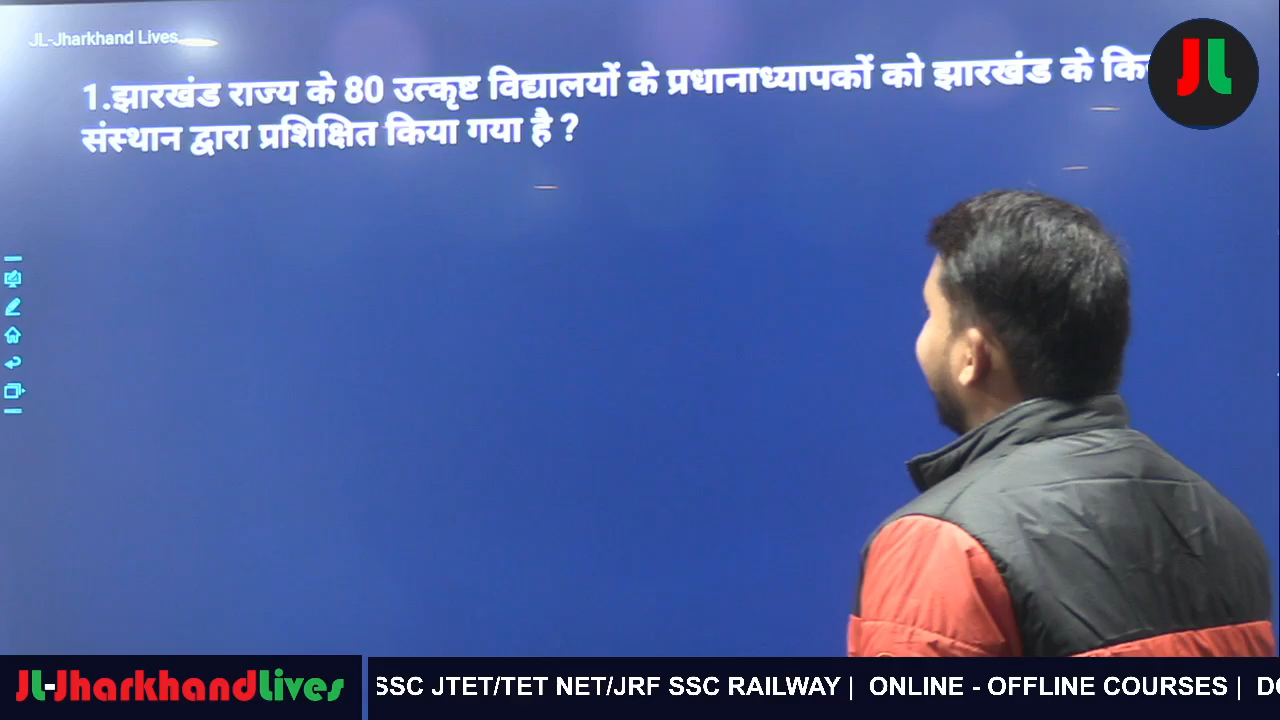 JL-Jharkhand Lives
1.झारखंड राज्य के 80 उत्कृष्ट विद्यालयों के प्रधानाध्यापकों को झारखंड के
संस्थान द्वारा प्रशिक्षित किया गया है ?
JL
JL-JharkhandLives
SSC JTET/TET NET/JRF SSC RAILWAY | ONLINE - OFFLINE COURSES |